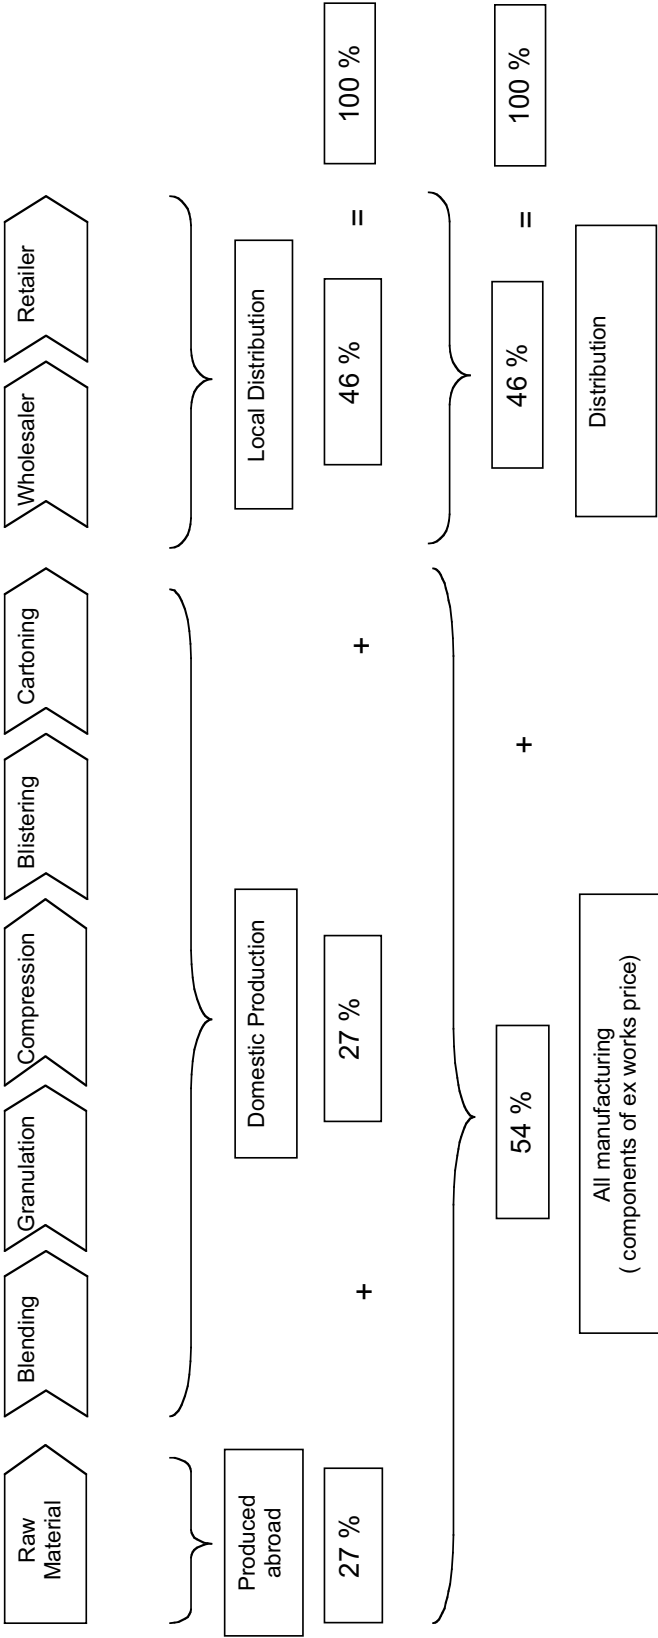 Raw
Material
Blending
Granulation
Compression
Blistering
Cartoning
Wholesaler
Retailer
Produced
abroad
Domestic Production
Local Distribution
27 %
+
27 %
+
46 %
=
100 %
54 %
+
46 %
=
100 %
All manufacturing
( components of ex works price)
Distribution